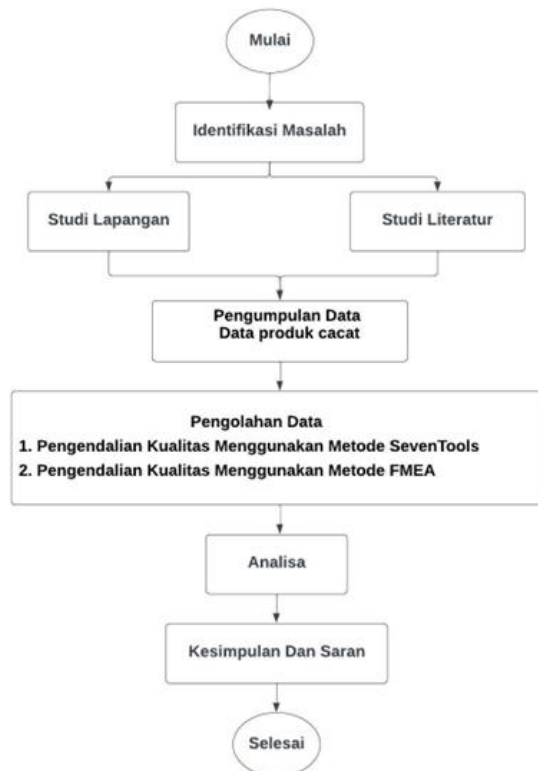 Mulai
Identifikasi Masalah
Studi Lapangan
Studi Literatur
Pengumpulan Data
Data produk cacat
Pengolahan Data
1. Pengendalian Kualitas Menggunakan Metode SevenTools
2. Pengendalian Kualitas Menggunakan Metode FMEA
Analisa
Kesimpulan Dan Saran
Selesai